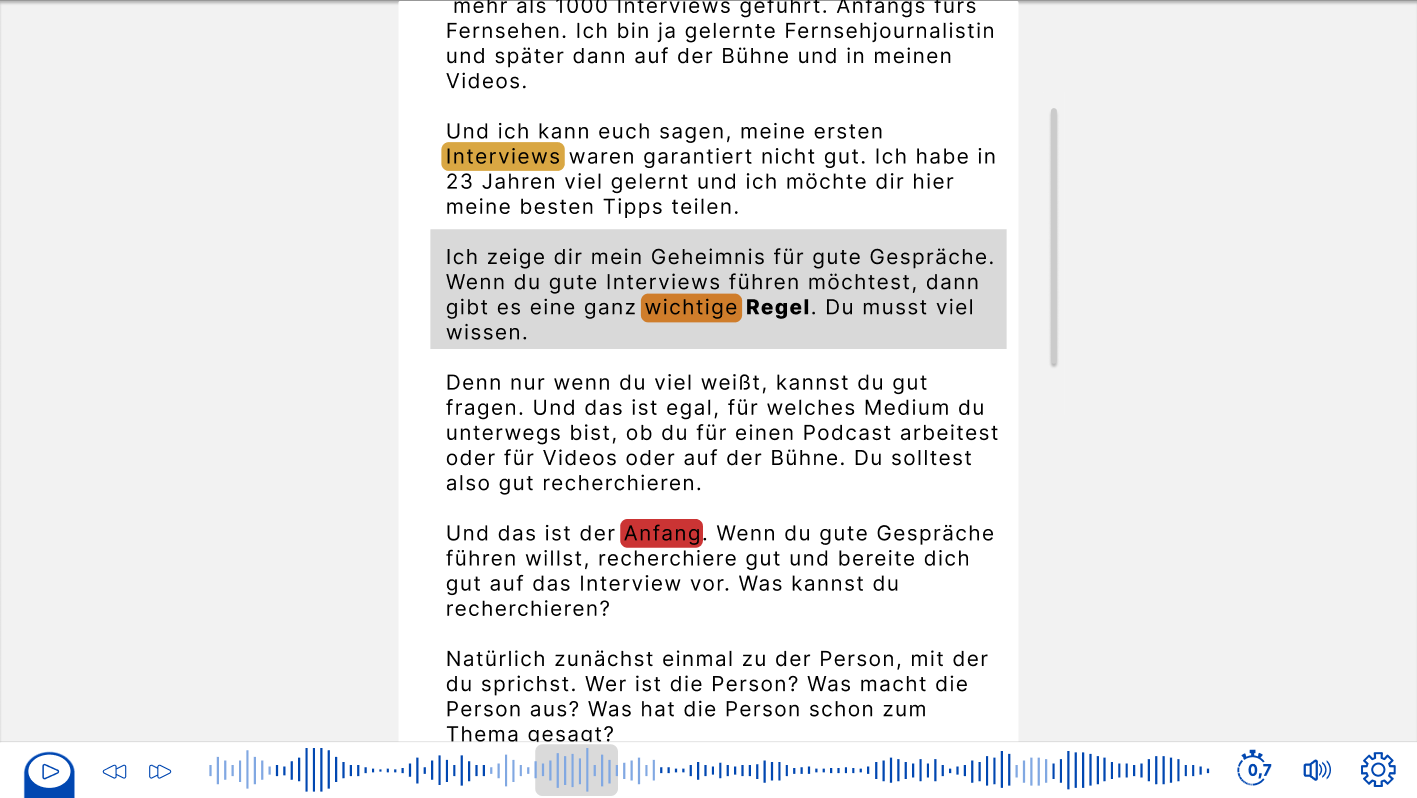 mehr als 1000 Interviews geführt. Anfangs fürs
Fernsehen. Ich bin ja gelernte Fernsehjournalistin
und später dann auf der Bühne und in meinen
Videos.
Und ich kann euch sagen, meine ersten
Interviews waren garantiert nicht gut. Ich habe in
23 Jahren viel gelernt und ich möchte dir hier
meine besten Tipps teilen.
Ich zeige dir mein Geheimnis für gute Gespräche.
Wenn du gute Interviews führen möchtest, dann
gibt es eine ganz wichtige Regel. Du musst viel
wissen.
Denn nur wenn du viel weißt, kannst du gut
fragen. Und das ist egal, für welches Medium du
unterwegs bist, ob du für einen Podcast arbeitest
oder für Videos oder auf der Bühne. Du solltest
also gut recherchieren.
Und das ist der Anfang. Wenn du gute Gespräche
führen willst, recherchiere gut und bereite dich
gut auf das Interview vor. Was kannst du
recherchieren?
Natürlich zunächst einmal zu der Person, mit der
du sprichst. Wer ist die Person? Was macht die
Person aus? Was hat die Person schon zum
Thema gesagt?
0,7